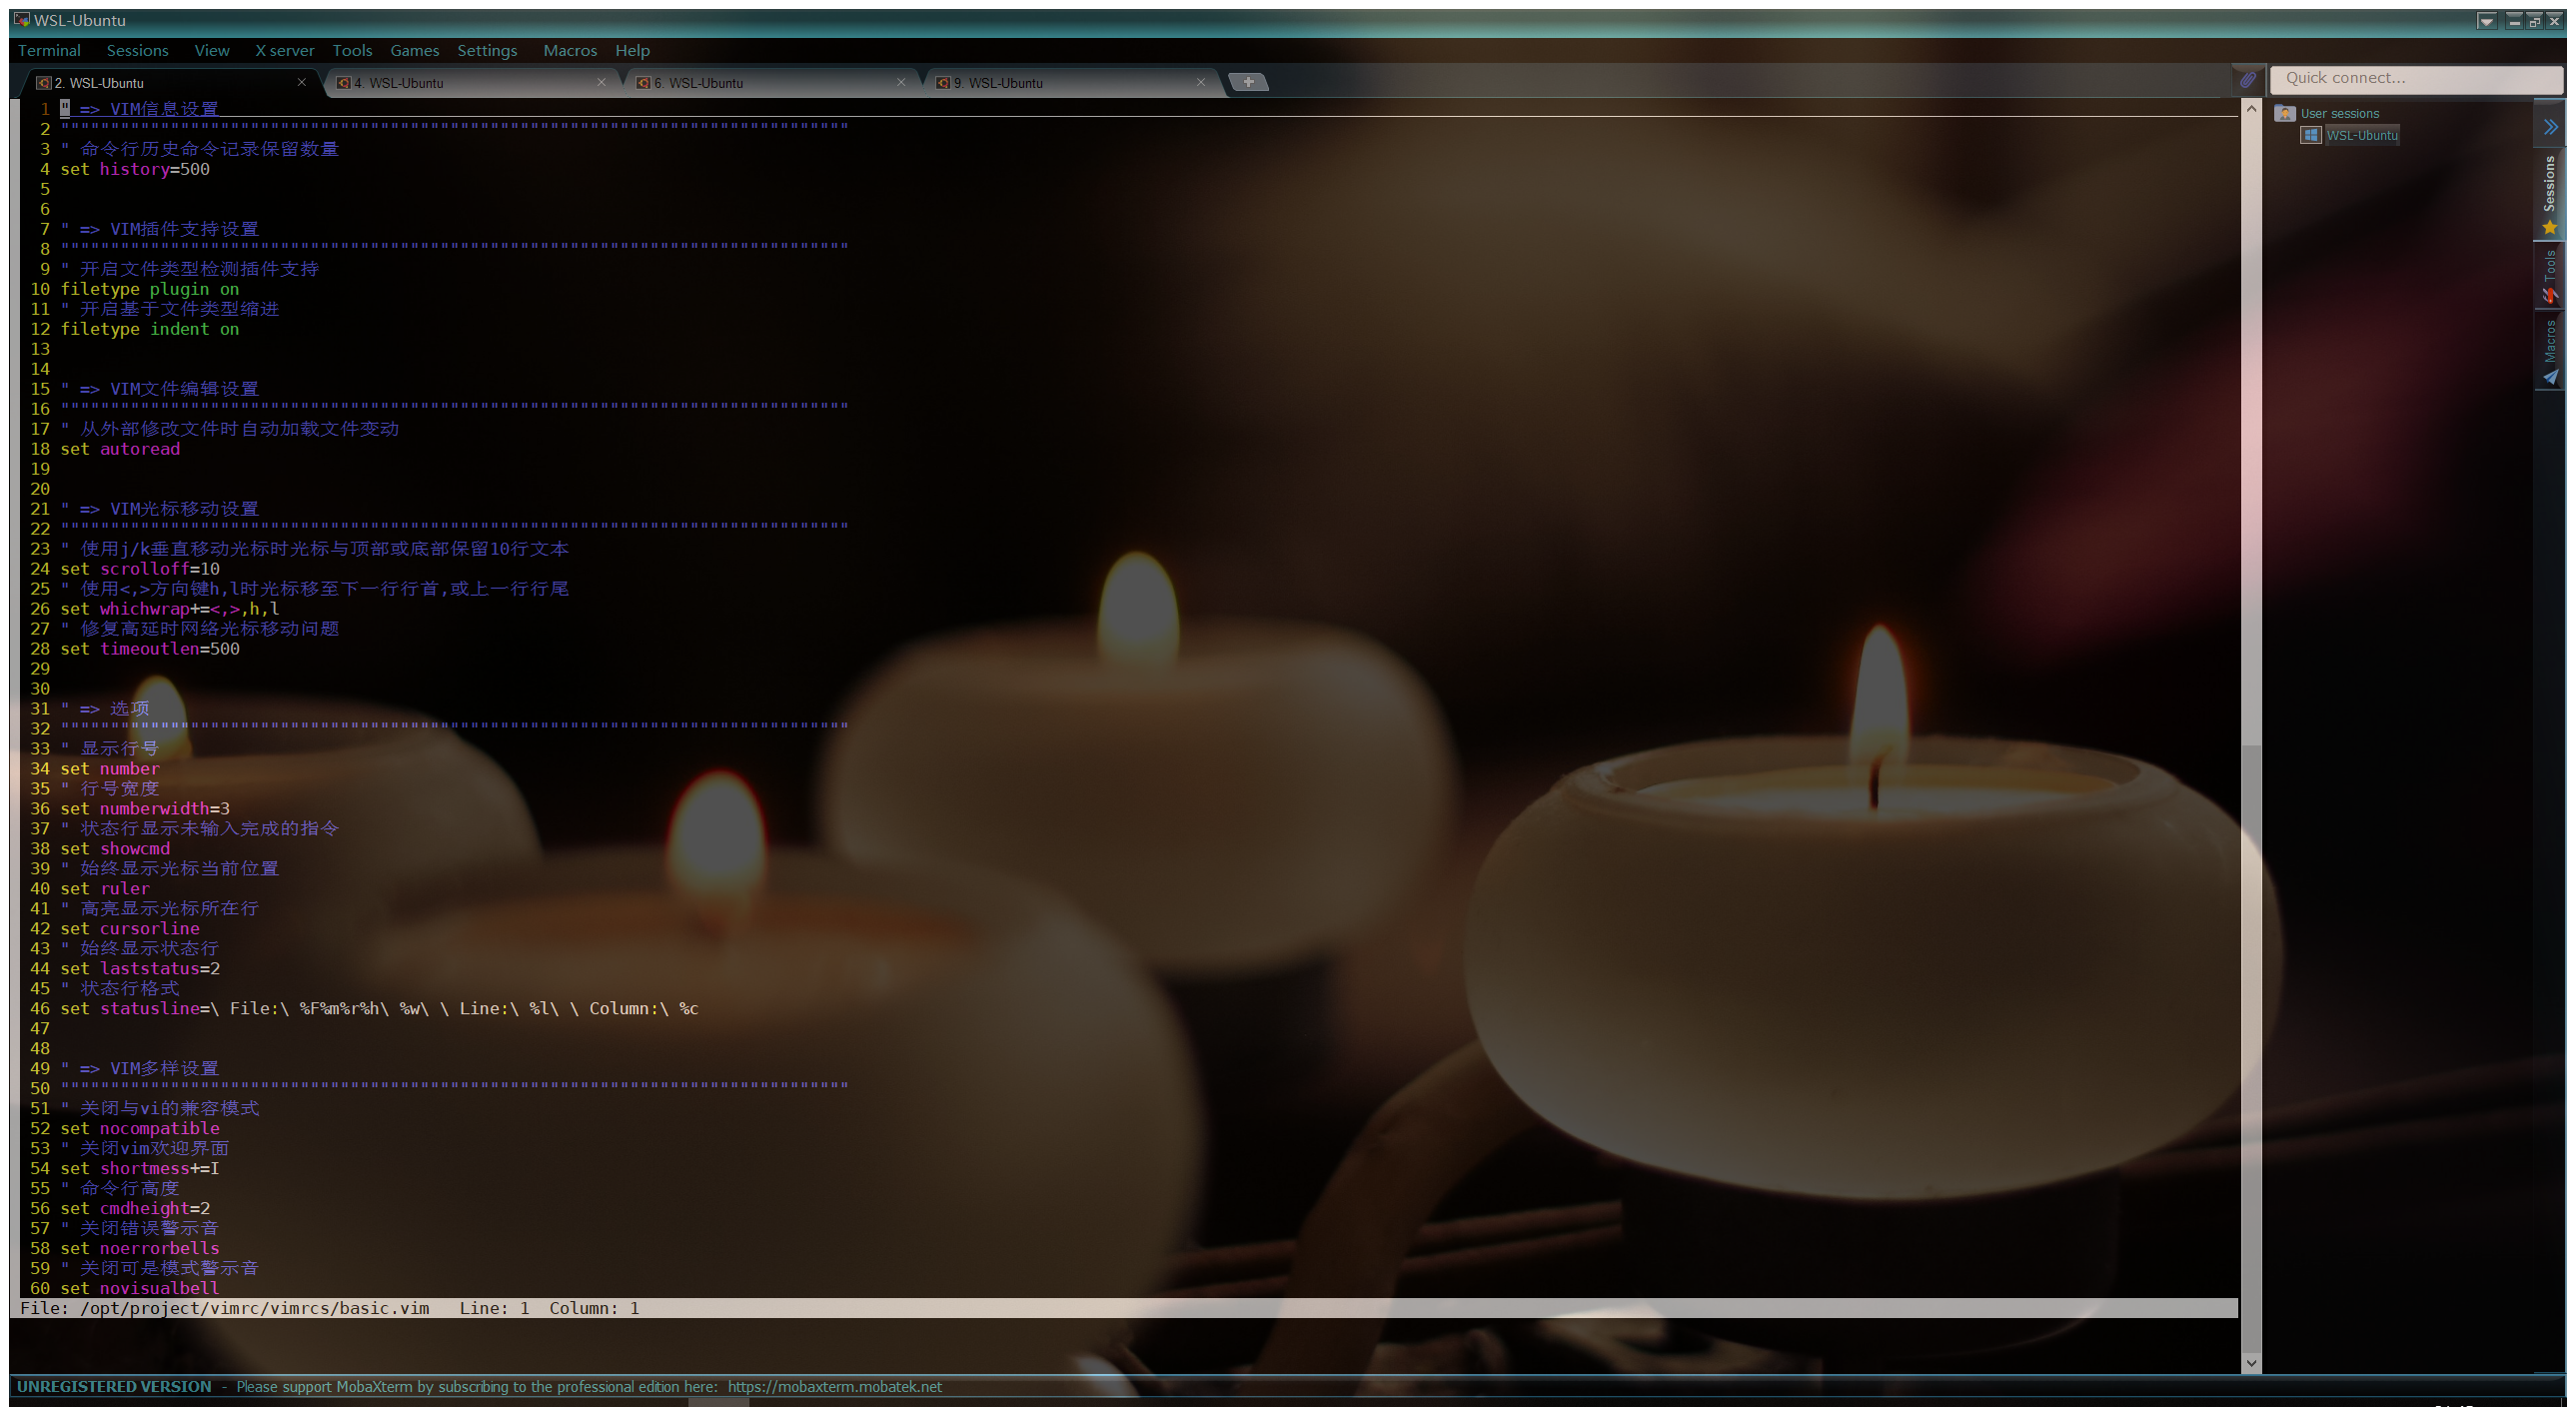 WSL-Ubuntu
Terminal Sessions View X server Tools Games Settings Macros Help
2. WSL-Ubuntu 4. WSL-Ubuntu 6. WSL-Ubuntu 9. WSL-Ubuntu
Quick connect...
User sessions
WSL-Ubuntu
Sessions
Tools
Macros
1 " => VIM信息设置
2 """""""""""""""""""""""""""""""""""""""""""""""""""""""""""""""""""""""""""""""
3 " 命令行历史命令记录保留数量
4 set history=500
5
6
7 " => VIM插件支持设置
8 """""""""""""""""""""""""""""""""""""""""""""""""""""""""""""""""""""""""""""""
9 " 开启文件类型检测插件支持
10 filetype plugin on
11 " 开启基于文件类型缩进
12 filetype indent on
13
14
15 " => VIM文件编辑设置
16 """""""""""""""""""""""""""""""""""""""""""""""""""""""""""""""""""""""""""""""
17 " 从外部修改文件时自动加载文件变动
18 set autoread
19
20
21 " => VIM光标移动设置
22 """""""""""""""""""""""""""""""""""""""""""""""""""""""""""""""""""""""""""""""
23 " 使用j/k垂直移动光标时光标与顶部或底部保留10行文本
24 set scrolloff=10
25 " 使用<,>方向键h,l时光标移至下一行行首,或上一行行尾
26 set whichwrap+=<,>,h,l
27 " 修复高延时网络光标移动问题
28 set timeoutlen=500
29
30
31 " => 选项
32 """""""""""""""""""""""""""""""""""""""""""""""""""""""""""""""""""""""""""""""
33 " 显示行号
34 set number
35 " 行号宽度
36 set numberwidth=3
37 " 状态行显示未输入完成的指令
38 set showcmd
39 " 始终显示光标当前位置
40 set ruler
41 " 高亮显示光标所在行
42 set cursorline
43 " 始终显示状态行
44 set laststatus=2
45 " 状态行格式
46 set statusline=\ File:\ %F%m%r%h\ %w\ \ Line:\ %l\ \ Column:\ %c
47
48
49 " => VIM多样设置
50 """""""""""""""""""""""""""""""""""""""""""""""""""""""""""""""""""""""""""""""
51 " 关闭与vi的兼容模式
52 set nocompatible
53 " 关闭vim欢迎界面
54 set shortmess+=I
55 " 命令行高度
56 set cmdheight=2
57 " 关闭错误警示音
58 set noerrorbells
59 " 关闭可是模式警示音
60 set novisualbell
File: /opt/project/vimrc/vimrcs/basic.vim Line: 1 Column: 1
UNREGISTERED VERSION - Please support MobaXterm by subscribing to the professional edition here: https://mobaxterm.mobatek.net